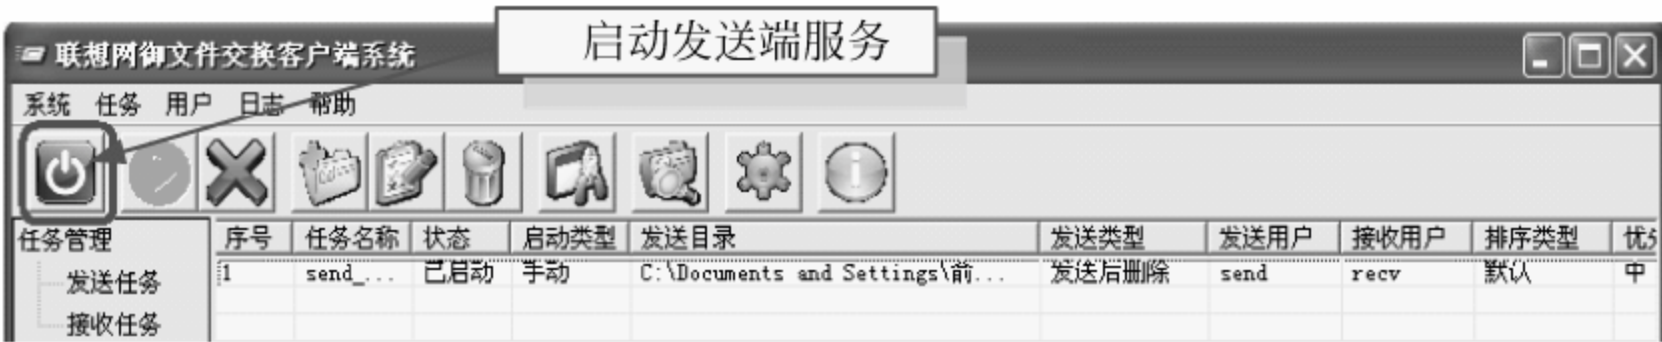 启动发送端服务
联想网御文件交换客户端系统
系统 任务 用户 日志 帮助
任务管理 序号 任务名称 状态 启动类型 发送目录 发送类型 发送用户 接收用户 排序类型
发送任务 1 send_... 已启动 手动 C:\Documents and Settings\前... 发送后删除 send recv 默认 中
接收任务